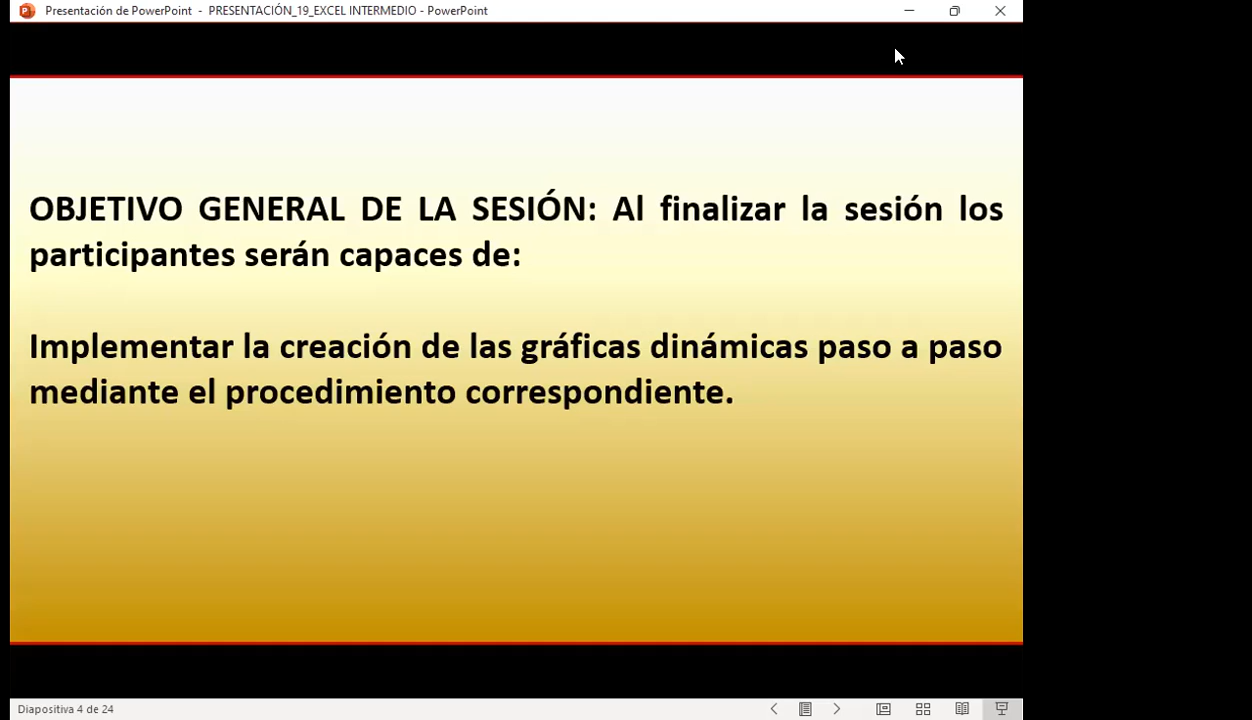 Presentación de PowerPoint - PRESENTACIÓN_19_EXCEL INTERMEDIO - PowerPoint
OBJETIVO GENERAL DE LA SESIÓN: Al finalizar la sesión los
participantes serán capaces de:
Implementar la creación de las gráficas dinámicas paso a paso
mediante el procedimiento correspondiente.
Diapositiva 4 de 24